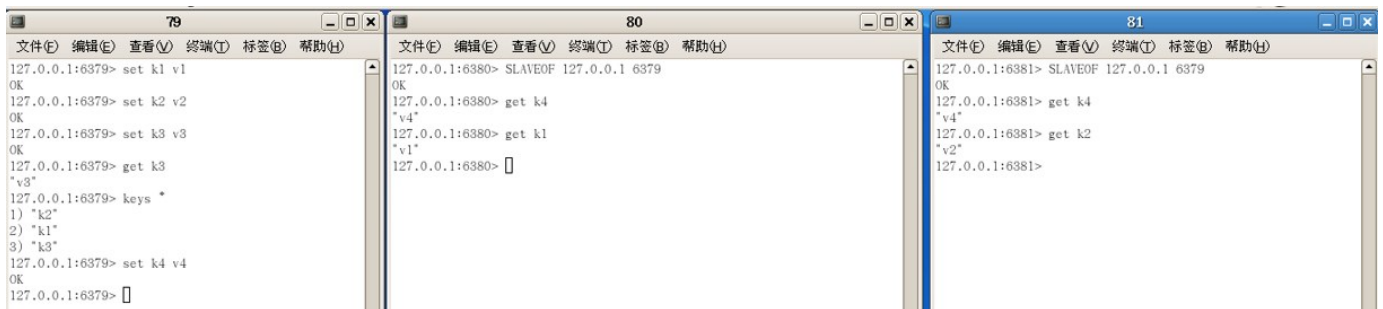 79
文件(F) 编辑(E) 查看(V) 终端(T) 标签(B) 帮助(H)
127.0.0.1:6379> set k1 v1
OK
127.0.0.1:6379> set k2 v2
OK
127.0.0.1:6379> set k3 v3
OK
127.0.0.1:6379> get k3
"v3"
127.0.0.1:6379> keys *
1) "k2"
2) "k1"
3) "k3"
127.0.0.1:6379> set k4 v4
OK
127.0.0.1:6379>
80
文件(F) 编辑(E) 查看(V) 终端(T) 标签(B) 帮助(H)
127.0.0.1:6380> SLAVEOF 127.0.0.1 6379
OK
127.0.0.1:6380> get k4
"v4"
127.0.0.1:6380> get k1
"v1"
127.0.0.1:6380>
81
文件(F) 编辑(E) 查看(V) 终端(T) 标签(B) 帮助(H)
127.0.0.1:6381> SLAVEOF 127.0.0.1 6379
OK
127.0.0.1:6381> get k4
"v4"
127.0.0.1:6381> get k2
"v2"
127.0.0.1:6381>